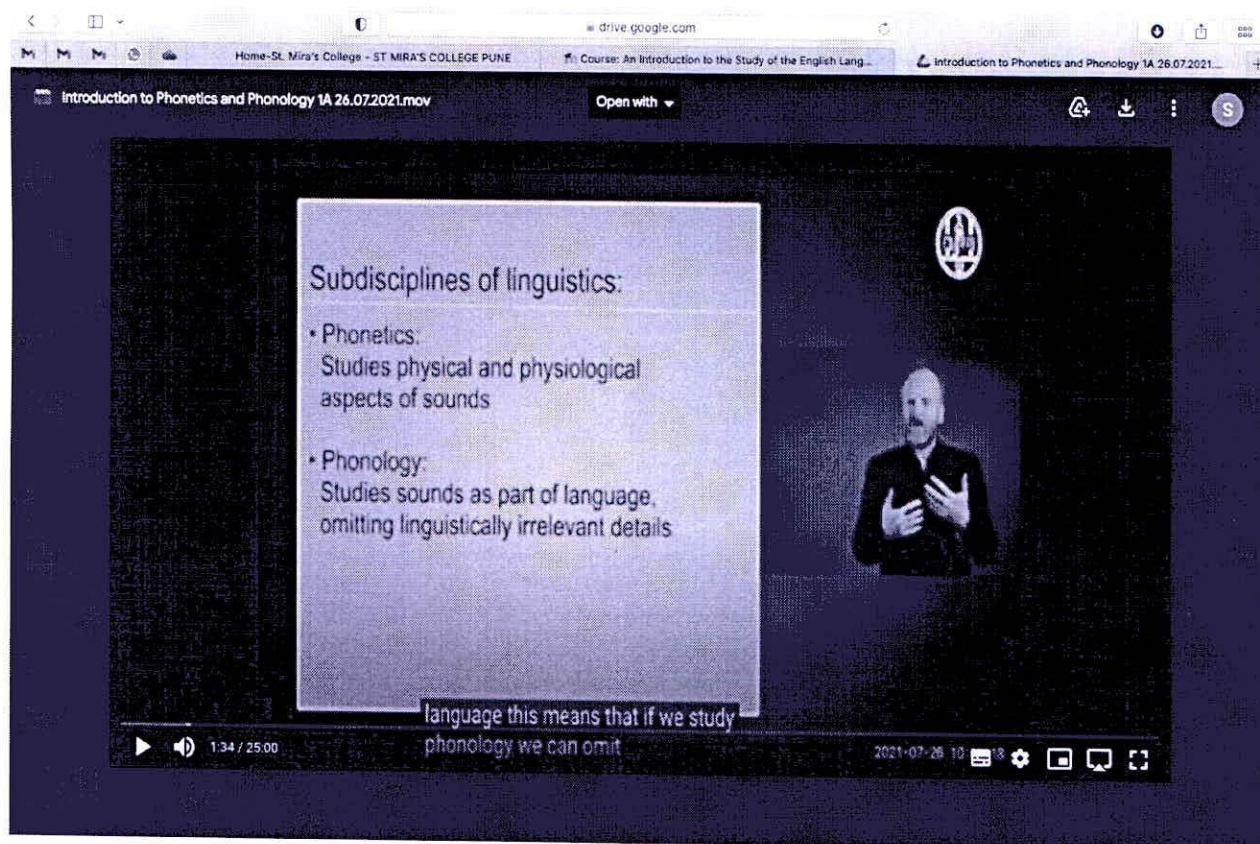 drive.google.com
Home-St. Mira's College - ST MIRA'S COLLEGE PUNE
Course: An Introduction to the Study of the English Lang...
Introduction to Phonetics and Phonology 1A 26.07.2021....
Introduction to Phonetics and Phonology 1A 26.07.2021.mov
Open with
S
Subdisciplines of linguistics:
• Phonetics:
Studies physical and physiological
aspects of sounds
• Phonology:
Studies sounds as part of language,
omitting linguistically irrelevant details
language this means that if we study
phonology we can omit
1:34 / 25:00
2021-07-26 10
18